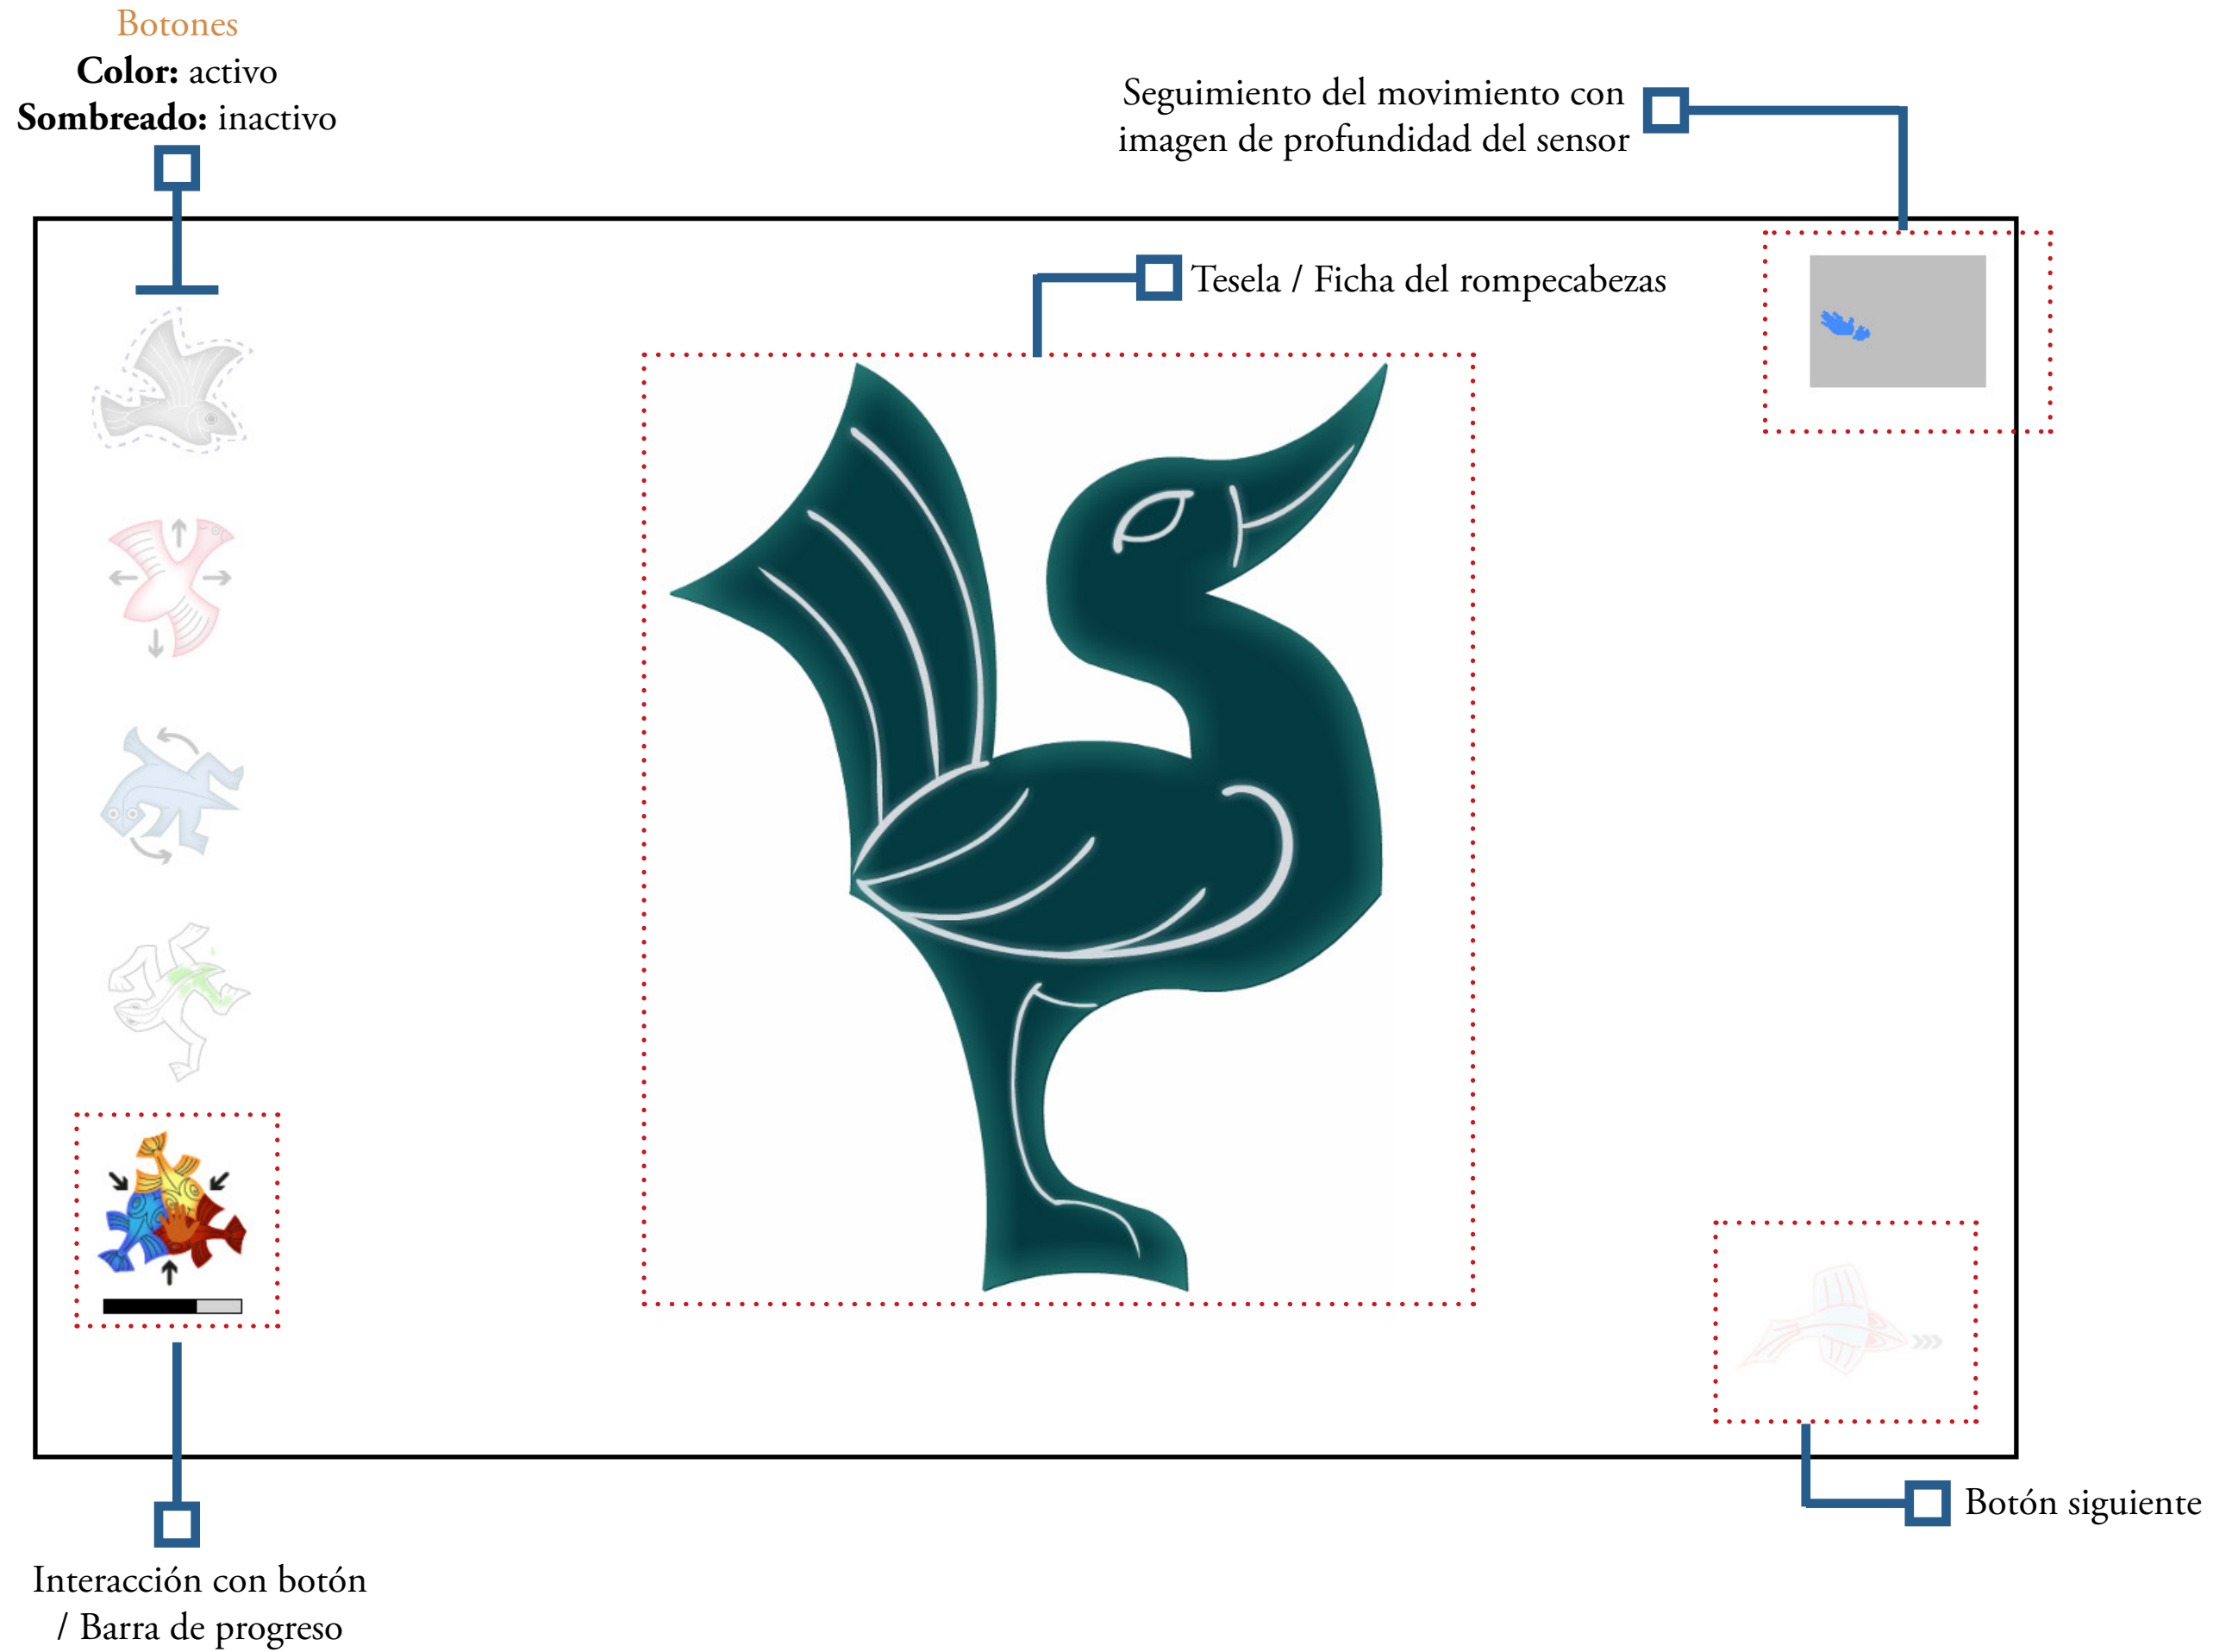 Botones
Color: activo
Sombreado: inactivo
Seguimiento del movimiento con
imagen de profundidad del sensor
Tesela / Ficha del rompecabezas
Botón siguiente
Interacción con botón
/ Barra de progreso